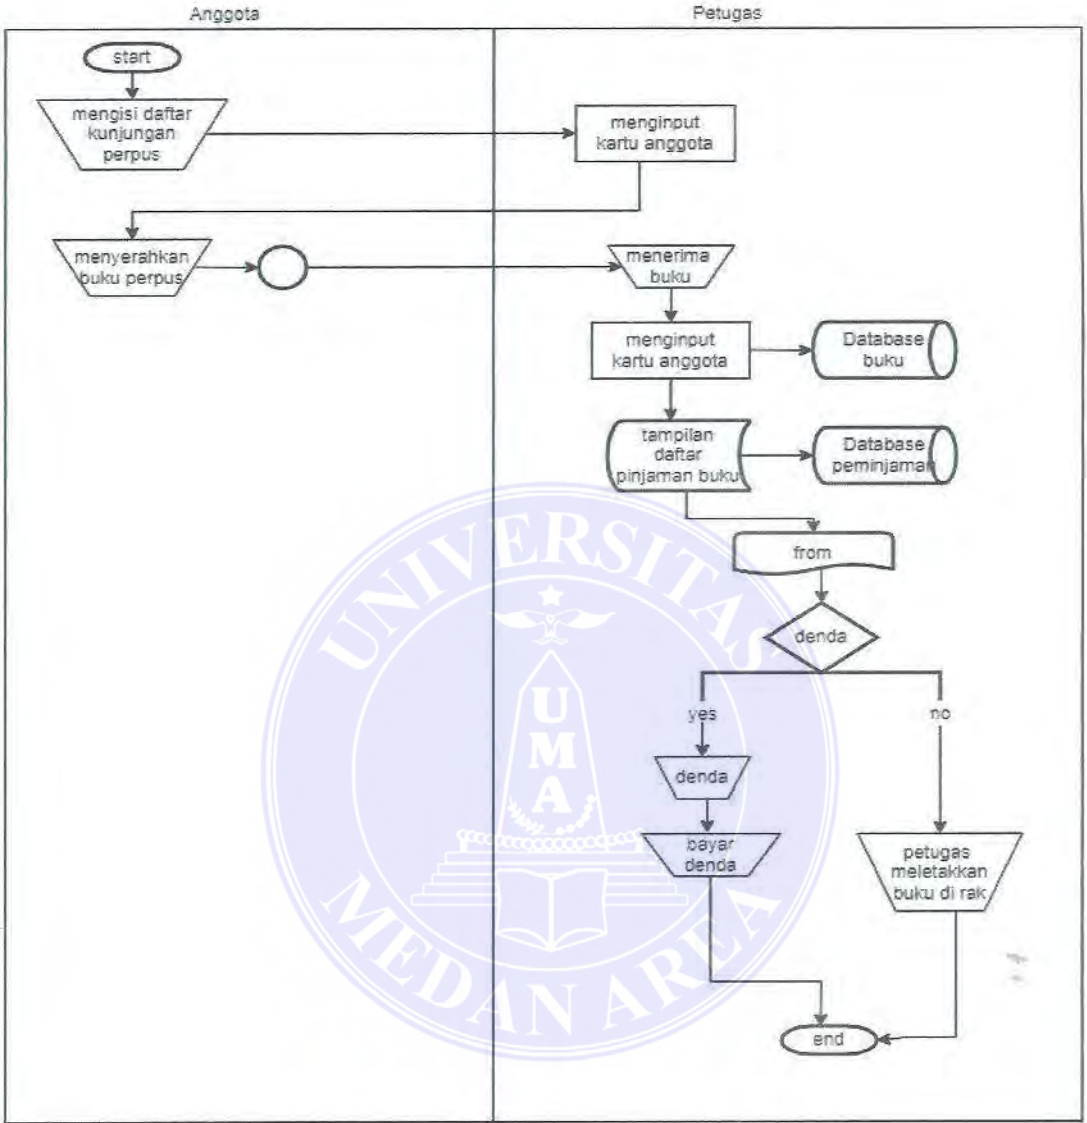 Anggota
Petugas
start
mengisi daftar
kunjungan
perpus
menginput
kartu anggota
menyerahkan
buku perpus
menerima
buku
menginput
kartu anggota
Database
buku
tampilan
daftar
pinjaman buku
Database
peminjaman
from
denda
yes
no
denda
bayar
denda
petugas
meletakkan
buku di rak
end
UNIVERSITAS
UMA
MEDAN AREA